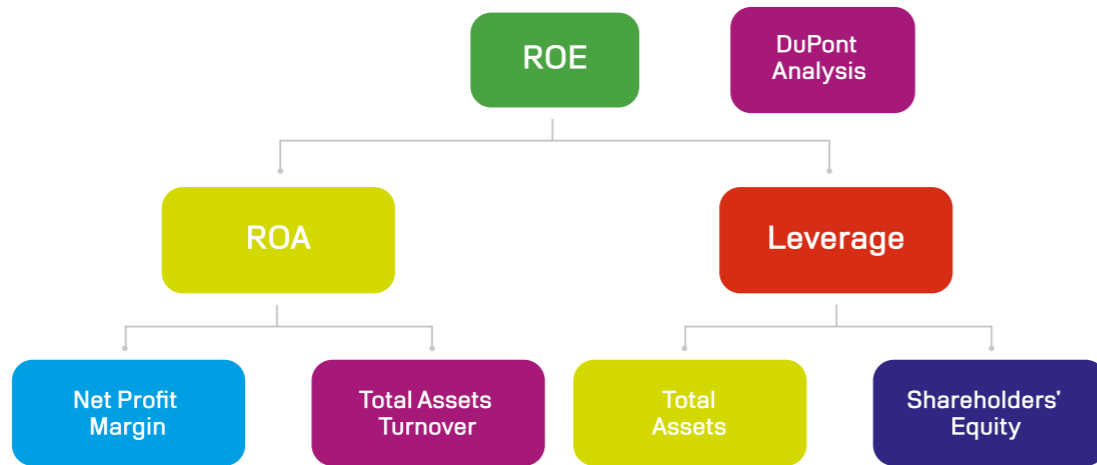 ROE
DuPont
Analysis
ROA
Leverage
Net Profit
Margin
Total Assets
Turnover
Total
Assets
Shareholders'
Equity